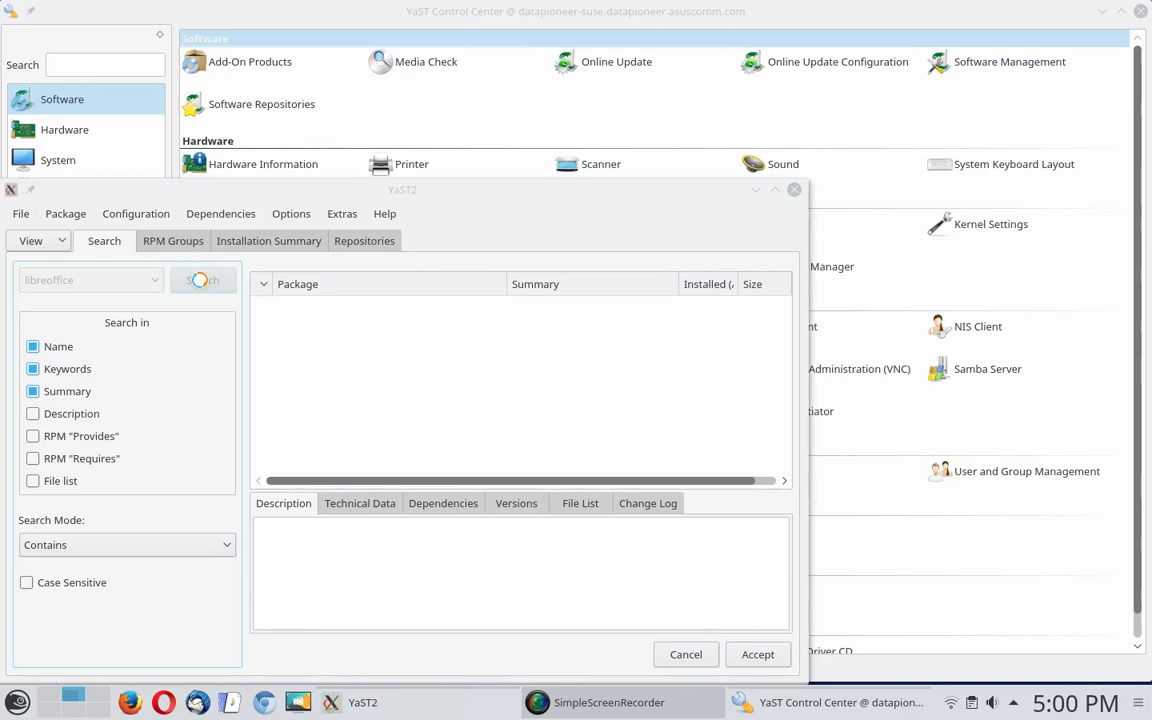 YaST Control Center @ datapioneer-suse.datapioneer.asuscomm.com
Search
Software
Hardware
System
Software
Add-On Products
Media Check
Online Update
Online Update Configuration
Software Management
Software Repositories
Hardware
Hardware Information
Printer
Scanner
Sound
System Keyboard Layout
Kernel Settings
Manager
NIS Client
Administration (VNC)
Samba Server
User and Group Management
Driver CD
YaST2
File Package Configuration Dependencies Options Extras Help
View Search RPM Groups Installation Summary Repositories
libreoffice
Search in
Name
Keywords
Summary
Description
RPM "Provides"
RPM "Requires"
File list
Search Mode:
Contains
Case Sensitive
Package Summary Installed (A Size
Description Technical Data Dependencies Versions File List Change Log
Cancel Accept
YaST2
SimpleScreenRecorder
YaST Control Center @ datapion...
5:00 PM